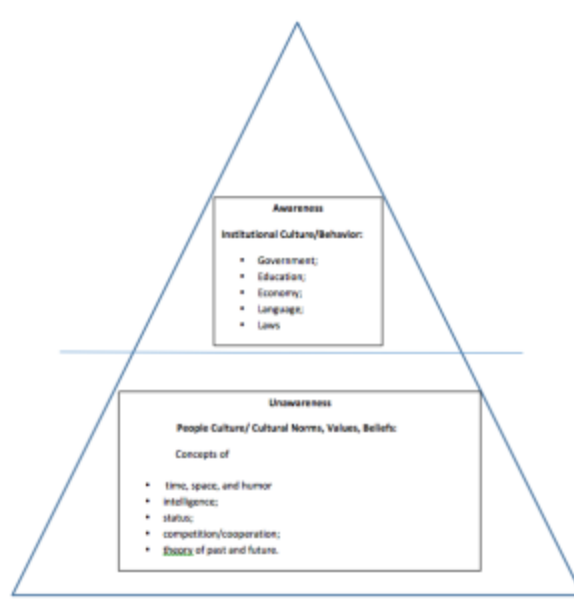 Awareness
Institutional Culture/Behavior:
• Government;
• Education;
• Economy;
• Language;
• Laws
Unawareness
People Culture/ Cultural Norms, Values, Beliefs:
Concepts of
• time, space, and humor
• intelligence;
• status;
• competition/cooperation;
• theory of past and future.